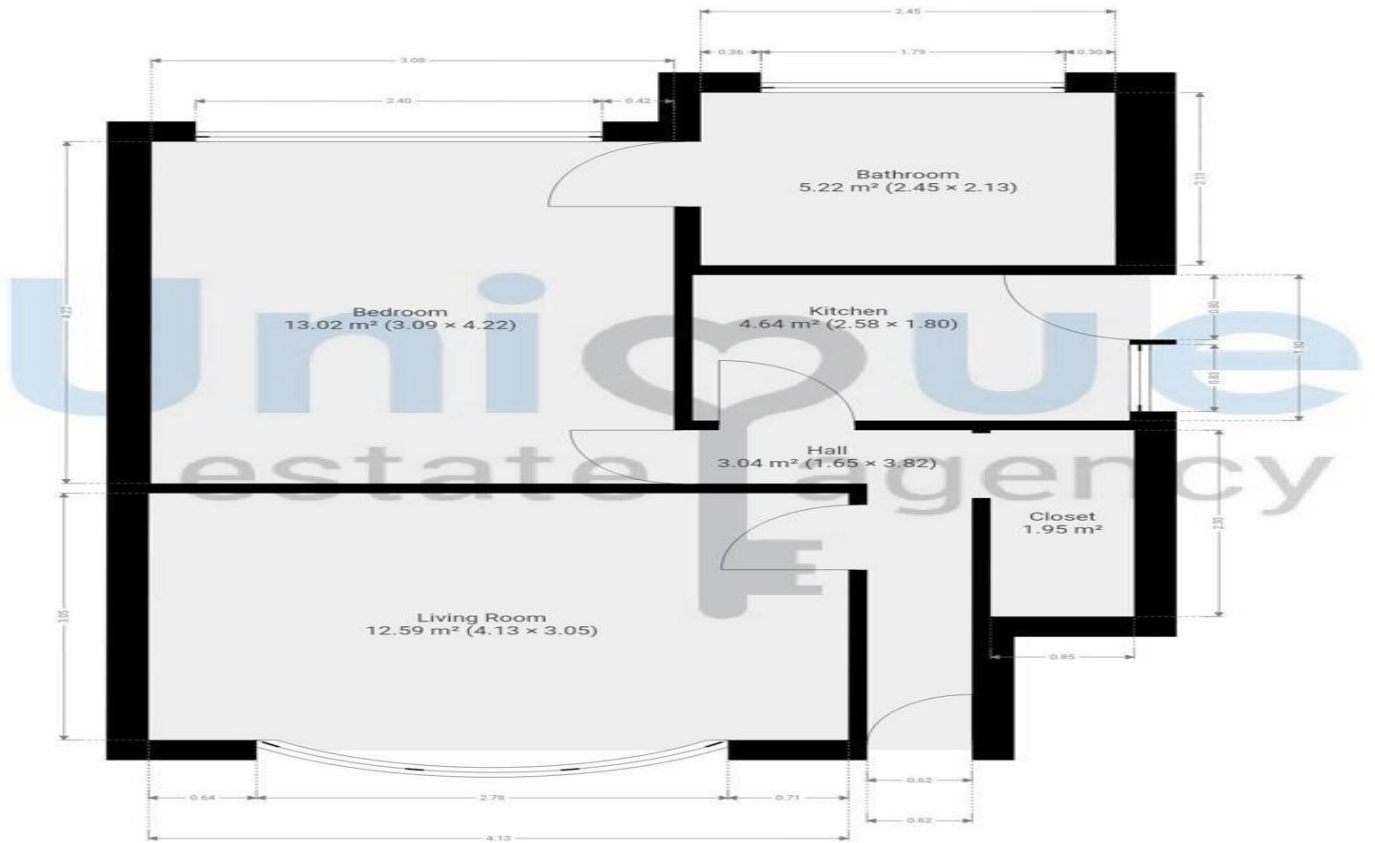 2.45
0.36
1.79
0.30
3.08
2.40
0.42
Bathroom
5.22 m² (2.45 × 2.13)
2.13
4.22
Bedroom
13.02 m² (3.09 × 4.22)
Kitchen
4.64 m² (2.58 × 1.80)
0.80
1.80
0.83
Unique
estate agency
Hall
3.04 m² (1.65 × 3.82)
Closet
1.95 m²
2.30
3.05
Living Room
12.59 m² (4.13 × 3.05)
0.85
0.62
0.64
2.78
0.71
0.62
4.13